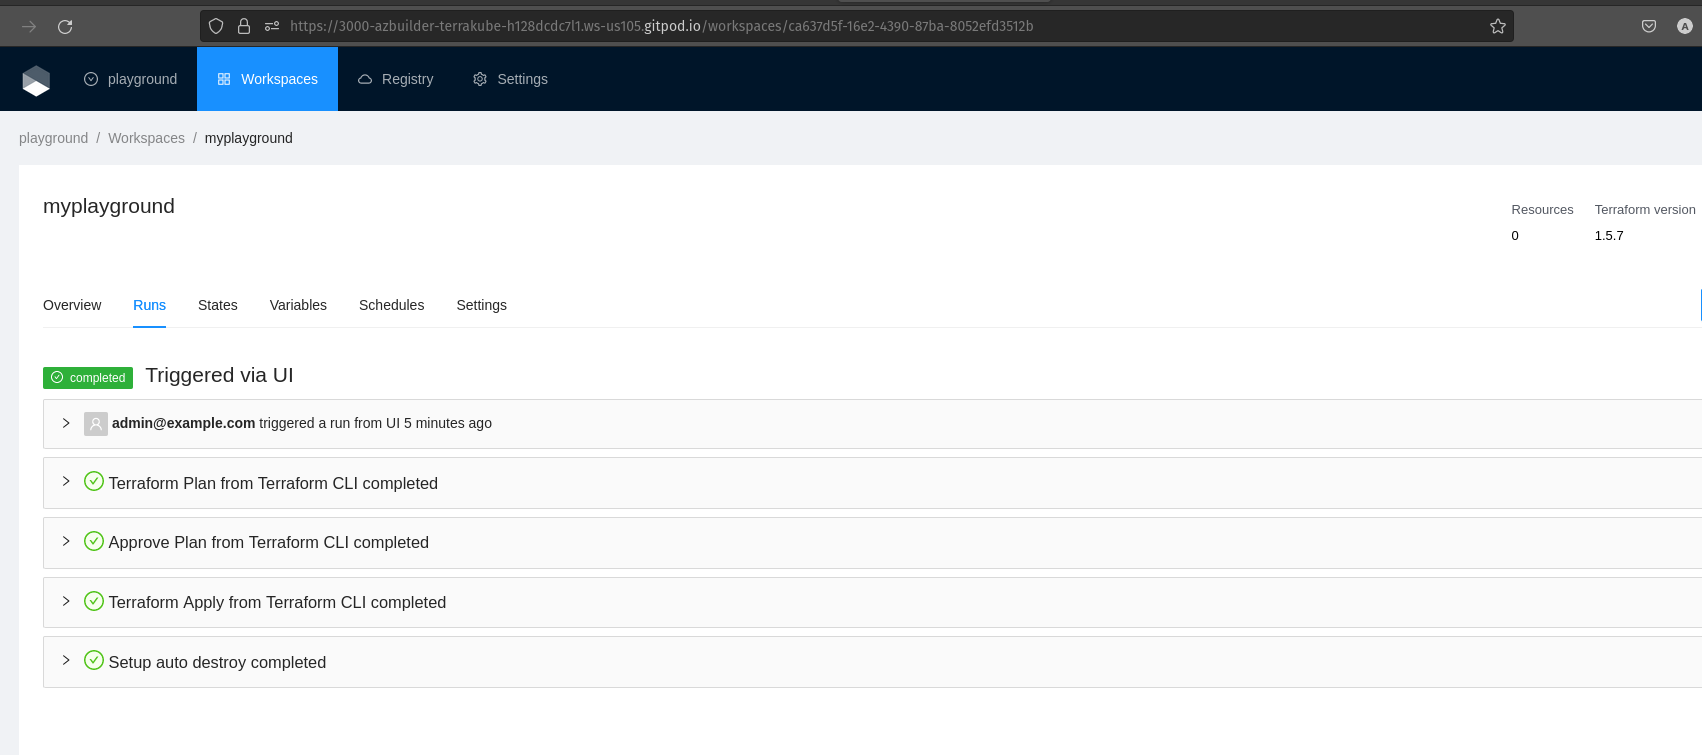 https://3000-azbuilder-terrakube-h128dcdc7l1.ws-us105.gitpod.io/workspaces/ca637d5f-16e2-4390-87ba-8052efd3512b
A
playground Workspaces Registry Settings
playground / Workspaces / myplayground
myplayground
Resources Terraform version
0 1.5.7
Overview Runs States Variables Schedules Settings
completed Triggered via UI
admin@example.com triggered a run from UI 5 minutes ago
Terraform Plan from Terraform CLI completed
Approve Plan from Terraform CLI completed
Terraform Apply from Terraform CLI completed
Setup auto destroy completed